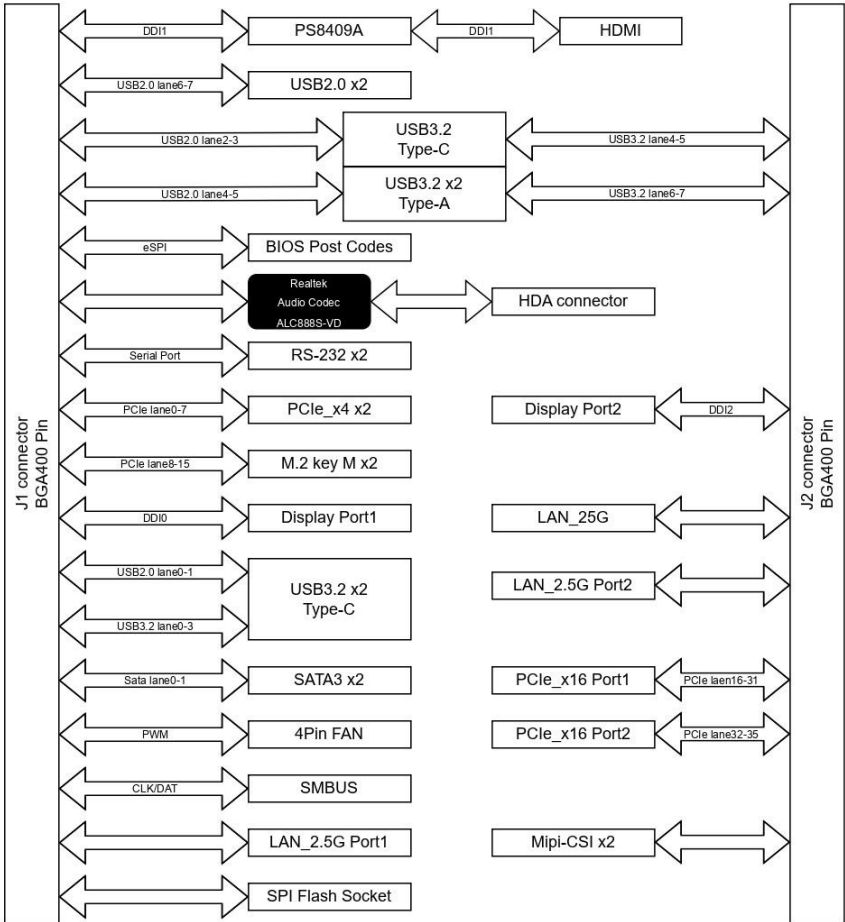 DDI1
PS8409A
DDI1
HDMI
USB2.0 lane6-7
USB2.0 x2
USB2.0 lane2-3
USB3.2
Type-C
USB3.2 lane4-5
USB2.0 lane4-5
USB3.2 x2
Type-A
USB3.2 lane6-7
eSPI
BIOS Post Codes
Realtek
Audio Codec
ALC888S-VD
HDA connector
Serial Port
RS-232 x2
J1 connector
BGA400 Pin
PCIe lane0-7
PCIe_x4 x2
Display Port2
DDI2
J2 connector
BGA400 Pin
PCIe lane8-15
M.2 key M x2
DDI0
Display Port1
LAN_25G
USB2.0 lane0-1
USB3.2 x2
Type-C
LAN_2.5G Port2
USB3.2 lane0-3
Sata lane0-1
SATA3 x2
PCIe_x16 Port1
PCIe laen16-31
PWM
4Pin FAN
PCIe_x16 Port2
PCIe lane32-35
CLK/DAT
SMBUS
LAN_2.5G Port1
Mipi-CSI x2
SPI Flash Socket